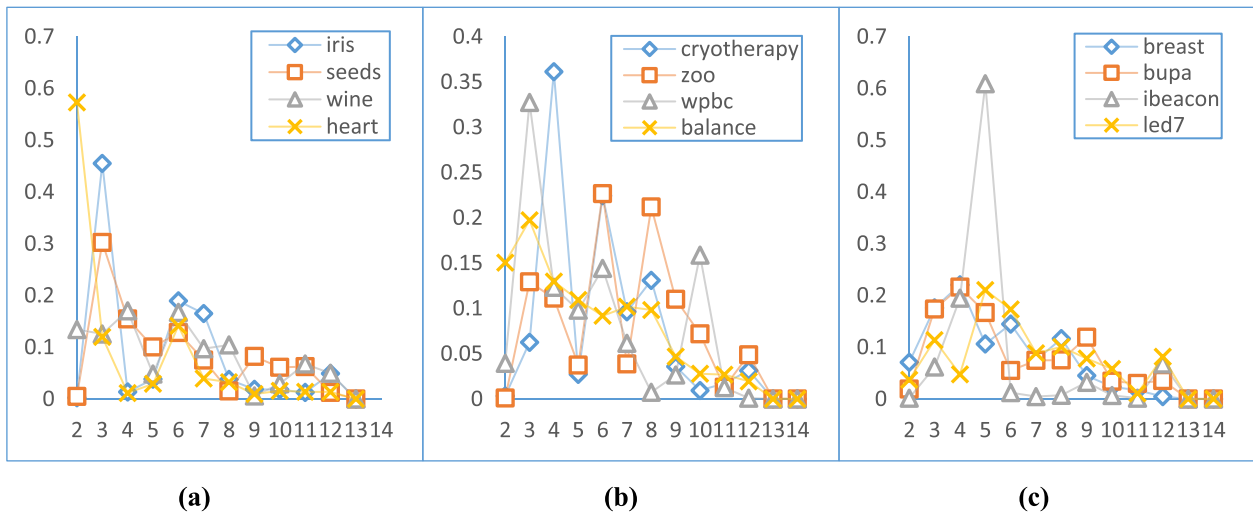 0.7
0.6
0.5
0.4
0.3
0.2
0.1
0
2 3 4 5 6 7 8 9 10 11 12 13 14
iris
seeds
wine
heart
(a)
0.4
0.35
0.3
0.25
0.2
0.15
0.1
0.05
0
2 3 4 5 6 7 8 9 10 11 12 13 14
cryotherapy
zoo
wpbc
balance
(b)
0.7
0.6
0.5
0.4
0.3
0.2
0.1
0
2 3 4 5 6 7 8 9 10 11 12 13 14
breast
bupa
ibeacon
led7
(c)